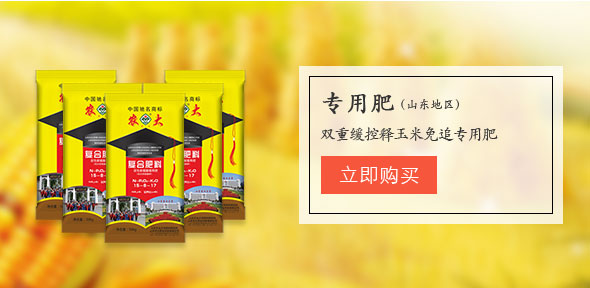 中国驰名商标
农大
复合肥料
N-P₂O₅-K₂O
15-8-17
专用肥(山东地区)
双重缓控释玉米免追专用肥
立即购买